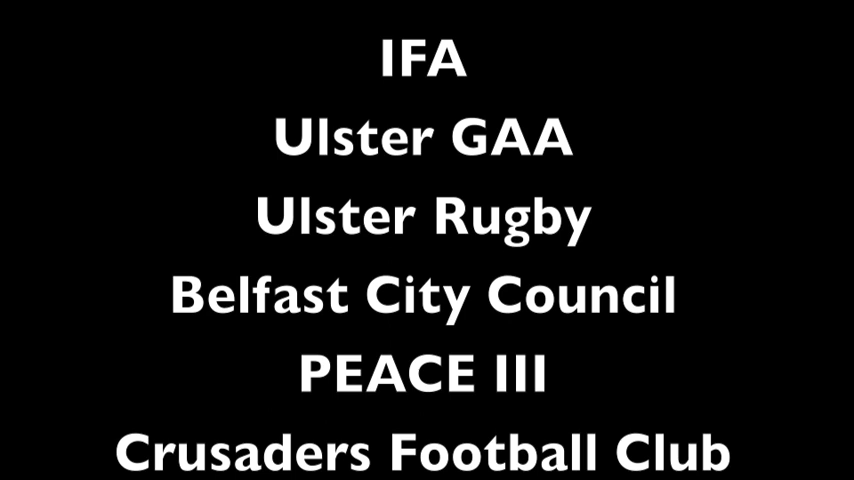 IFA
Ulster GAA
Ulster Rugby
Belfast City Council
PEACE III
Crusaders Football Club